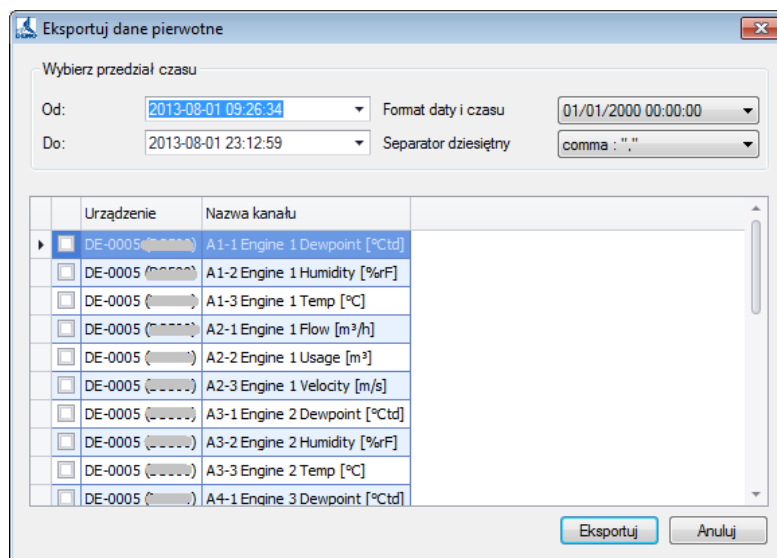 Eksportuj dane pierwotne
Wybierz przedział czasu
Od: 2013-08-01 09:26:34 Format daty i czasu 01/01/2000 00:00:00
Do: 2013-08-01 23:12:59 Separator dziesiętny comma : ","
Urządzenie Nazwa kanału
DE-0005 ( ) A1-1 Engine 1 Dewpoint [°Ctd]
DE-0005 ( ) A1-2 Engine 1 Humidity [%rF]
DE-0005 ( ) A1-3 Engine 1 Temp [°C]
DE-0005 ( ) A2-1 Engine 1 Flow [m³/h]
DE-0005 ( ) A2-2 Engine 1 Usage [m³]
DE-0005 ( ) A2-3 Engine 1 Velocity [m/s]
DE-0005 ( ) A3-1 Engine 2 Dewpoint [°Ctd]
DE-0005 ( ) A3-2 Engine 2 Humidity [%rF]
DE-0005 ( ) A3-3 Engine 2 Temp [°C]
DE-0005 ( ) A4-1 Engine 3 Dewpoint [°Ctd]
Eksportuj Anuluj